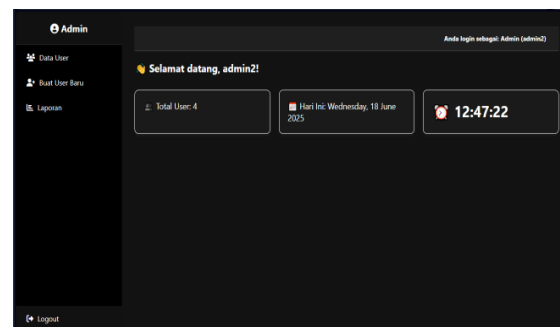 Admin
Anda login sebagai: Admin (admin2)
Data User
Buat User Baru
Laporan
Selamat datang, admin2!
Total User: 4
Hari Ini: Wednesday, 18 June
2025
12:47:22
Logout